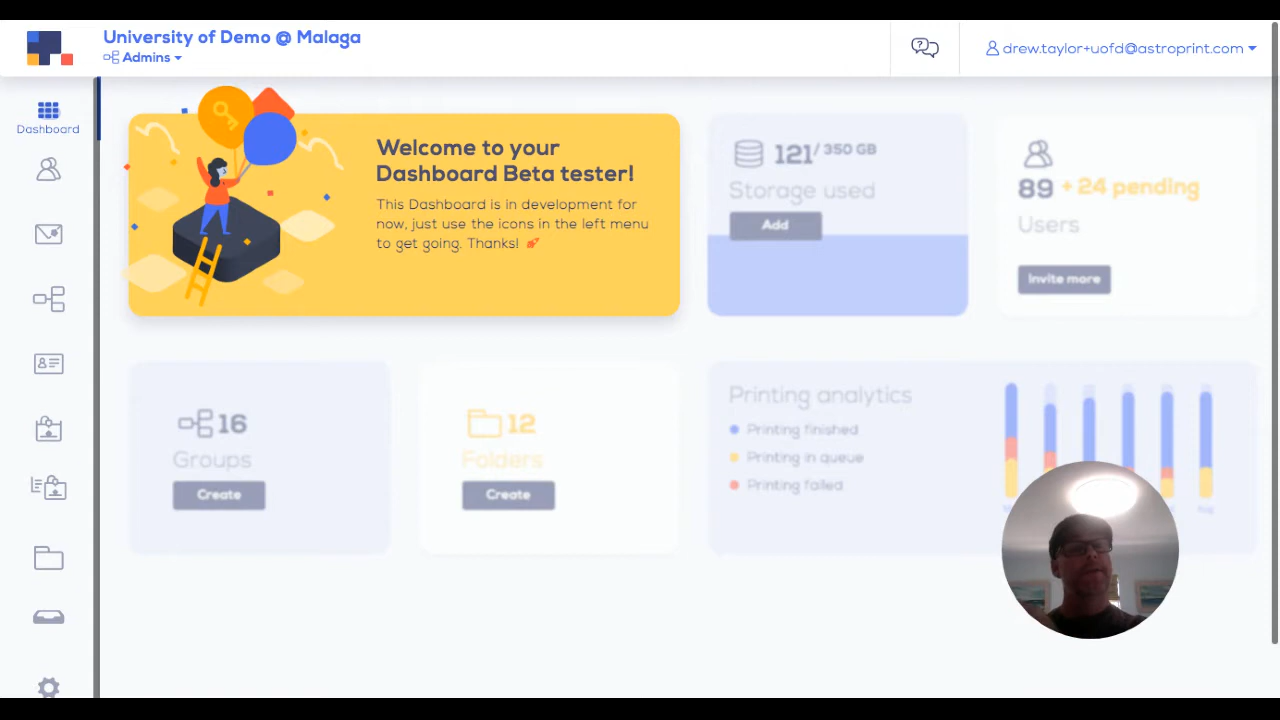 University of Demo @ Malaga
Admins
drew.taylor+uofd@astroprint.com
Dashboard
Welcome to your
Dashboard Beta tester!
This Dashboard is in development for
now, just use the icons in the left menu
to get going. Thanks!
121/ 350 GB
Storage used
Add
89 + 24 pending
Users
Invite more
16
Groups
Create
12
Folders
Create
Printing analytics
Printing finished
Printing in queue
Printing failed